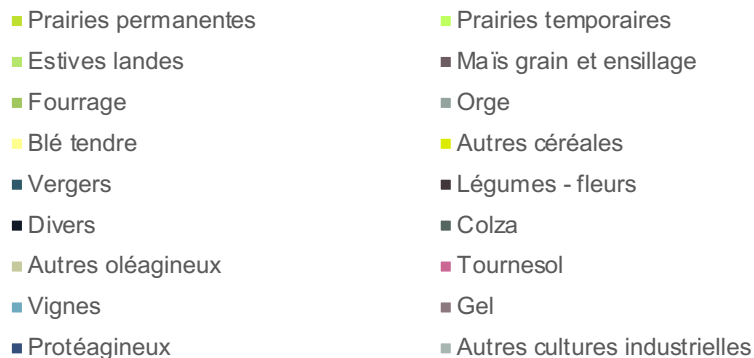 Prairies permanentes
Prairies temporaires
Estives landes
Maïs grain et ensillage
Fourrage
Orge
Blé tendre
Autres céréales
Vergers
Légumes - fleurs
Divers
Colza
Autres oléagineux
Tournesol
Vignes
Gel
Protéagineux
Autres cultures industrielles